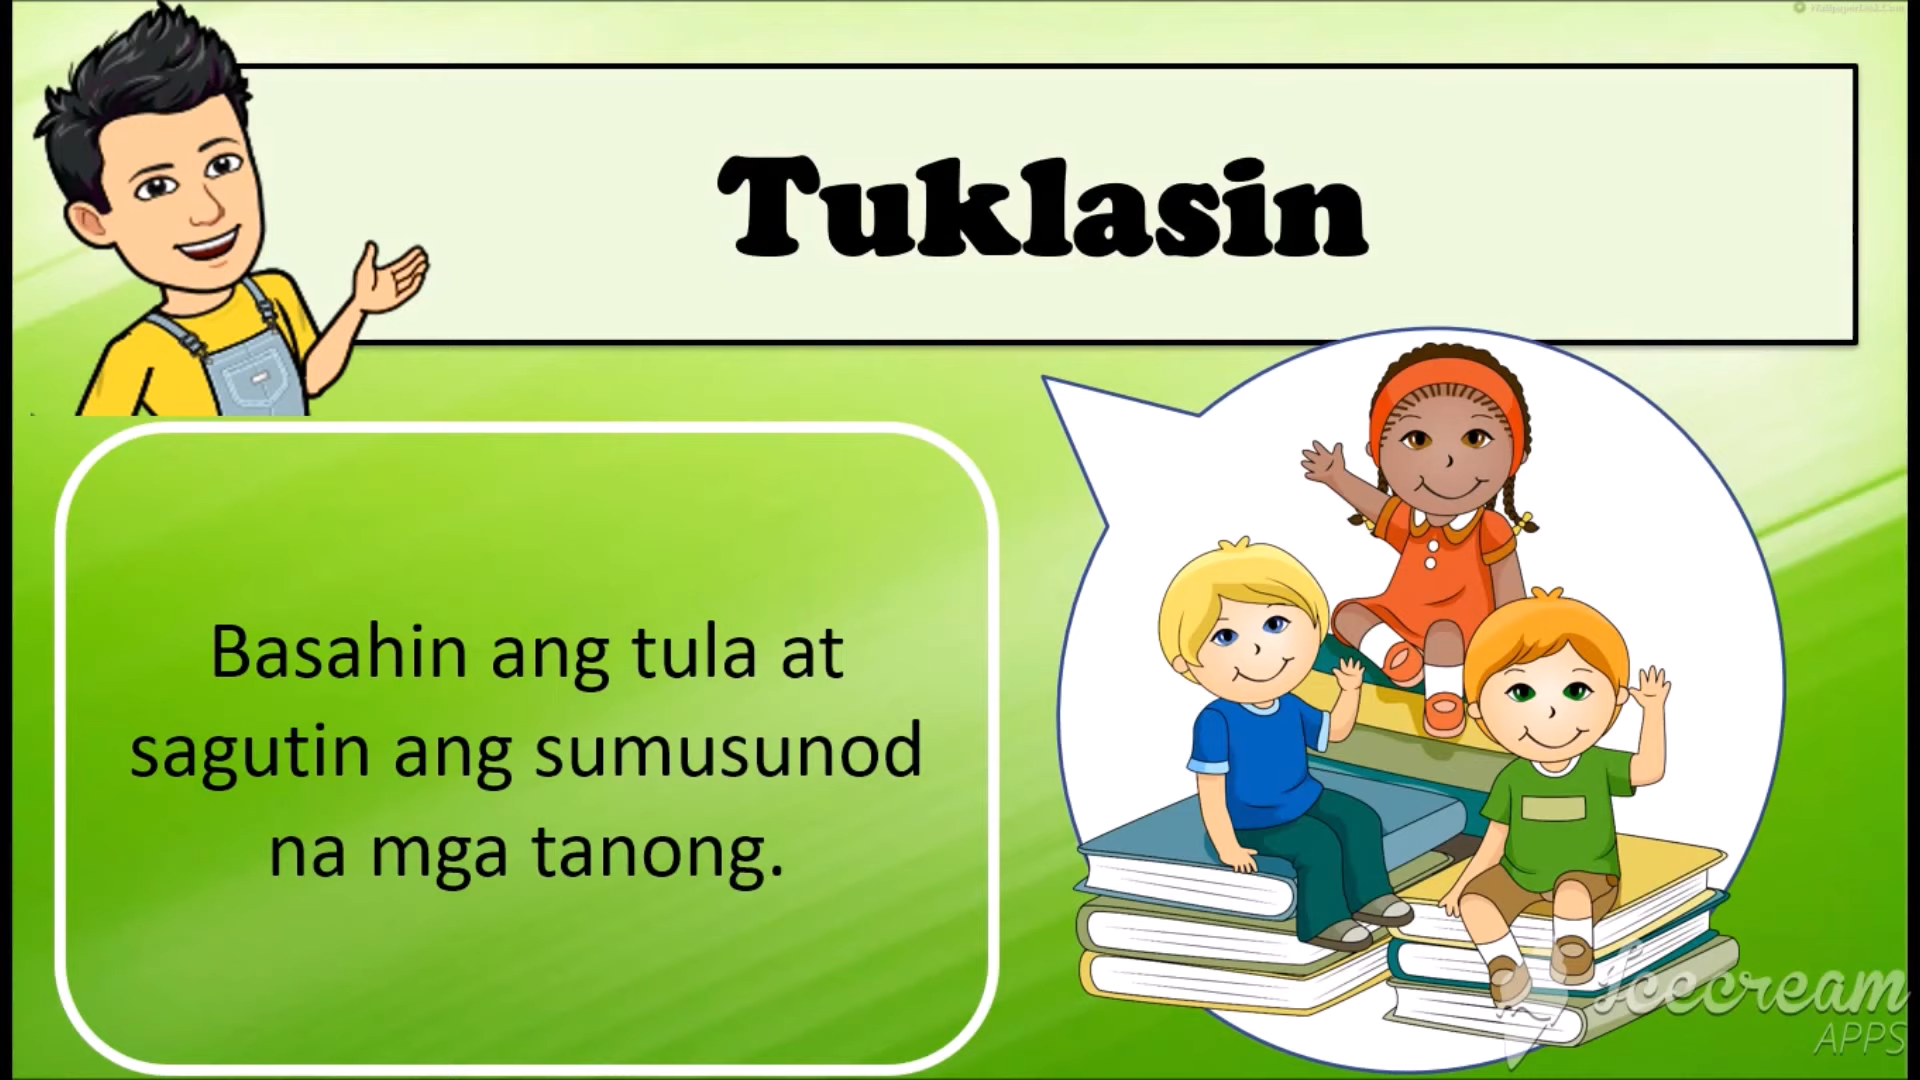 Tuklasin
Basahin ang tula at
sagutin ang sumusunod
na mga tanong.
Icecream
APPS